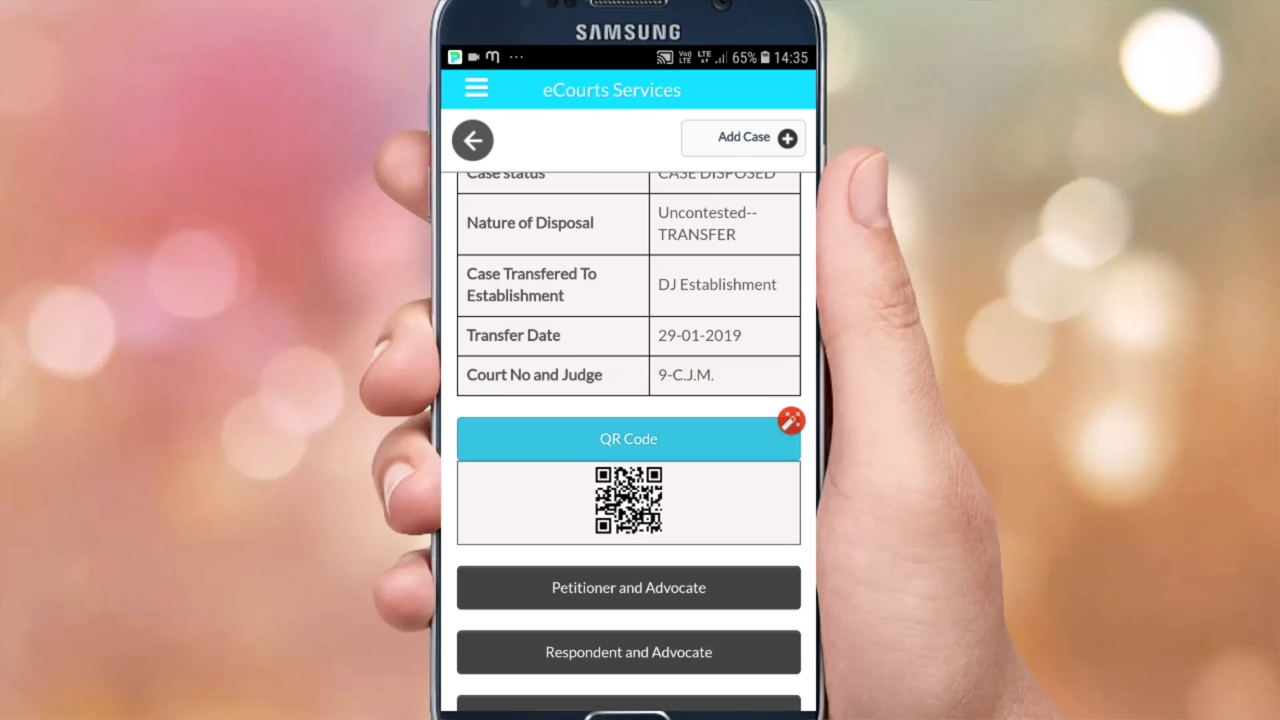 SAMSUNG
65% 14:35
eCourts Services
Add Case
Case status CASE DISPOSED
Nature of Disposal Uncontested--
TRANSFER
Case Transfered To
Establishment DJ Establishment
Transfer Date 29-01-2019
Court No and Judge 9-C.J.M.
QR Code
Petitioner and Advocate
Respondent and Advocate